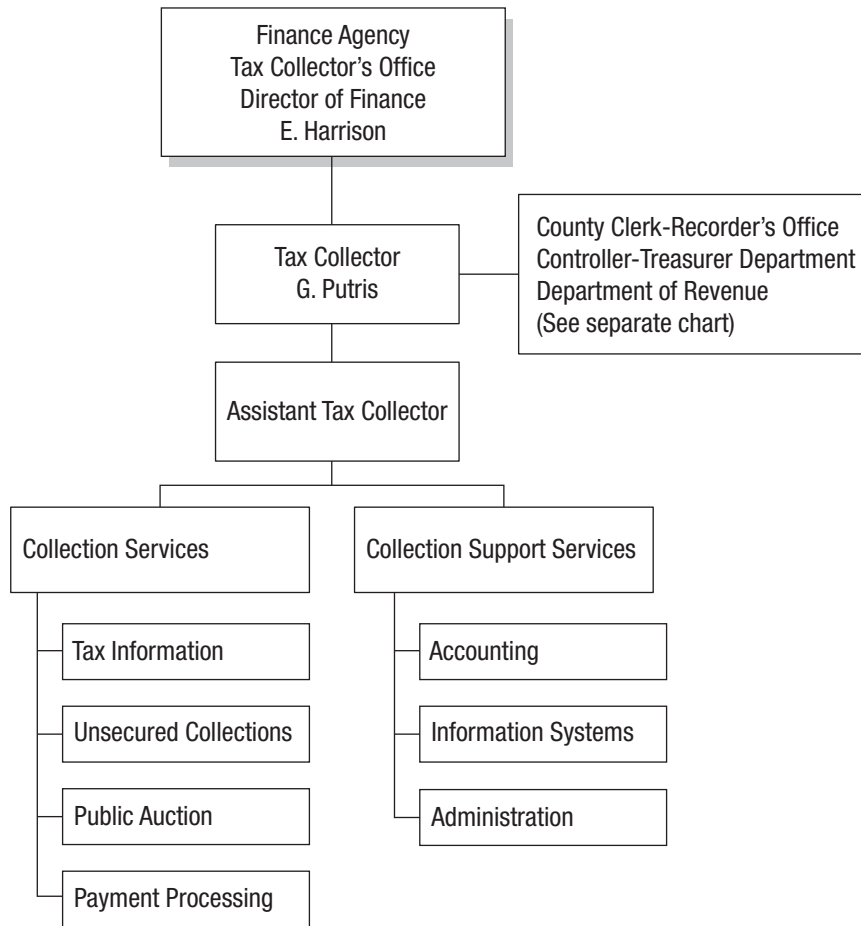 Finance Agency
Tax Collector’s Office
Director of Finance
E. Harrison
Tax Collector
G. Putris
County Clerk-Recorder’s Office
Controller-Treasurer Department
Department of Revenue
(See separate chart)
Assistant Tax Collector
Collection Services
Collection Support Services
Tax Information
Accounting
Unsecured Collections
Information Systems
Public Auction
Administration
Payment Processing